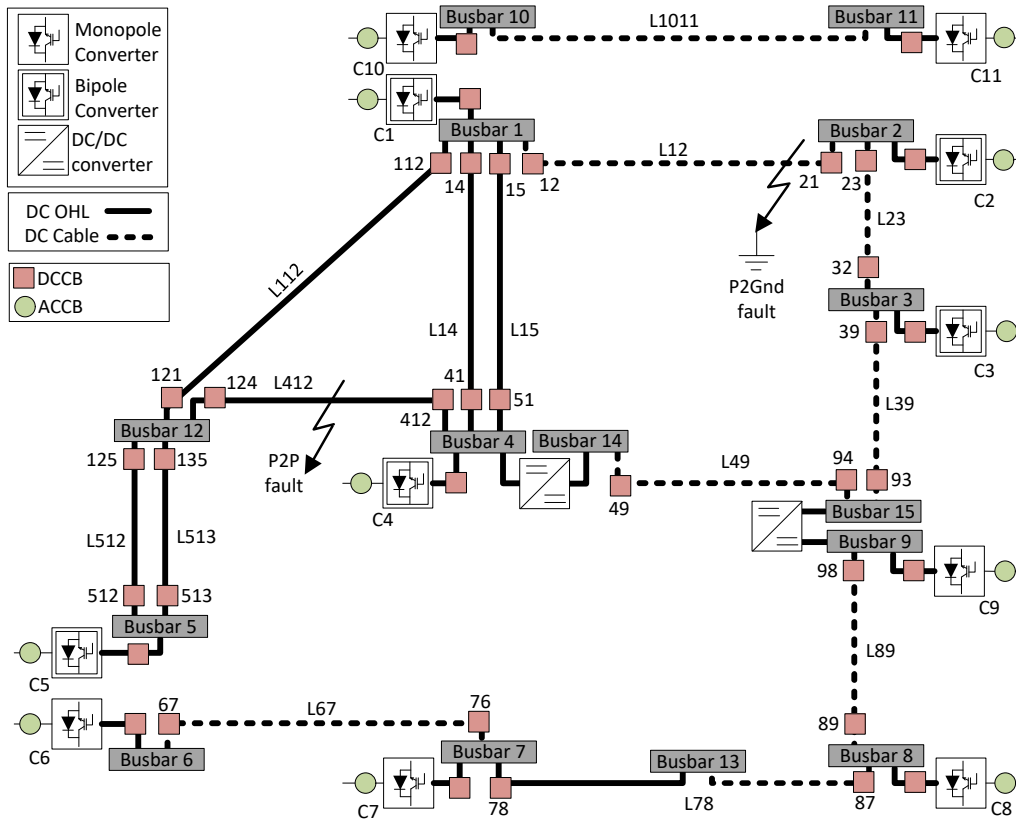 Monopole
Converter
Bipole
Converter
DC/DC
converter
DC OHL
DC Cable
DCCB
ACCB
Busbar 10
L1011
Busbar 11
C10
C11
C1
Busbar 1
112
14
15
12
L12
Busbar 2
21
23
C2
L23
P2Gnd
fault
32
Busbar 3
39
C3
L112
L14
L15
L39
121
124
L412
41
51
412
Busbar 12
125
135
P2P
fault
Busbar 4
Busbar 14
C4
49
L49
94
93
Busbar 15
Busbar 9
98
C9
L512
L513
512
513
Busbar 5
C5
L89
67
L67
76
C6
Busbar 6
89
Busbar 7
Busbar 13
Busbar 8
C7
78
L78
87
C8